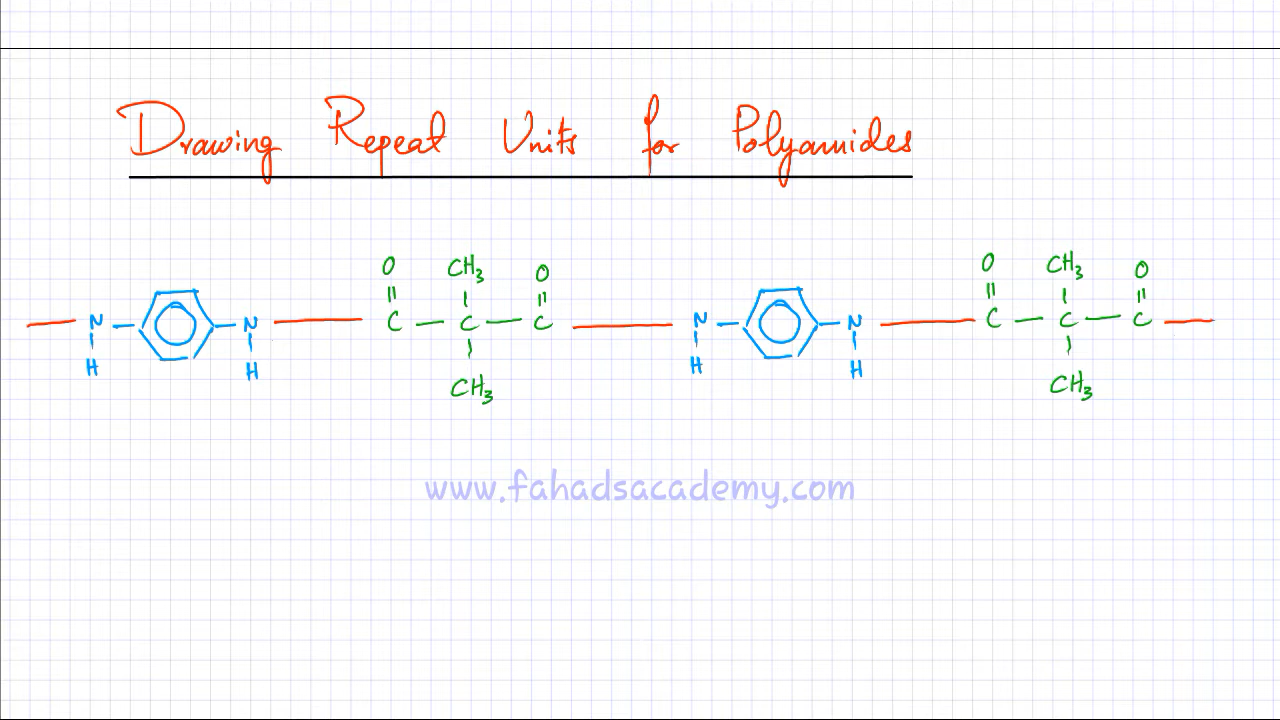 Drawing Repeat Units for Polyamides
O CH₃ O O CH₃ O
N N C C C N N C C C
H H CH₃ H H CH₃
www.fahadsacademy.com